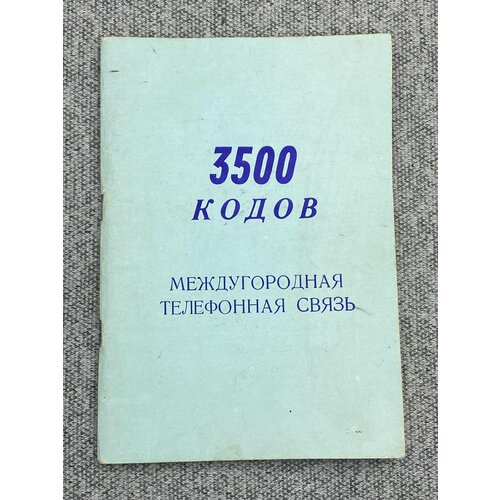 3500
КОДОВ
МЕЖДУГОРОДНАЯ
ТЕЛЕФОННАЯ СВЯЗЬ